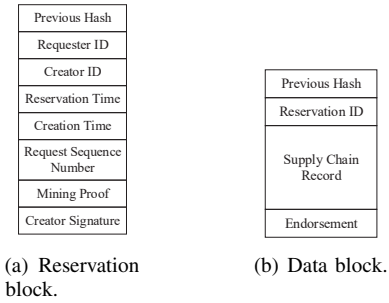 Previous Hash
Requester ID
Creator ID
Reservation Time
Creation Time
Request Sequence
Number
Mining Proof
Creator Signature
(a) Reservation
block.
Previous Hash
Reservation ID
Supply Chain
Record
Endorsement
(b) Data block.